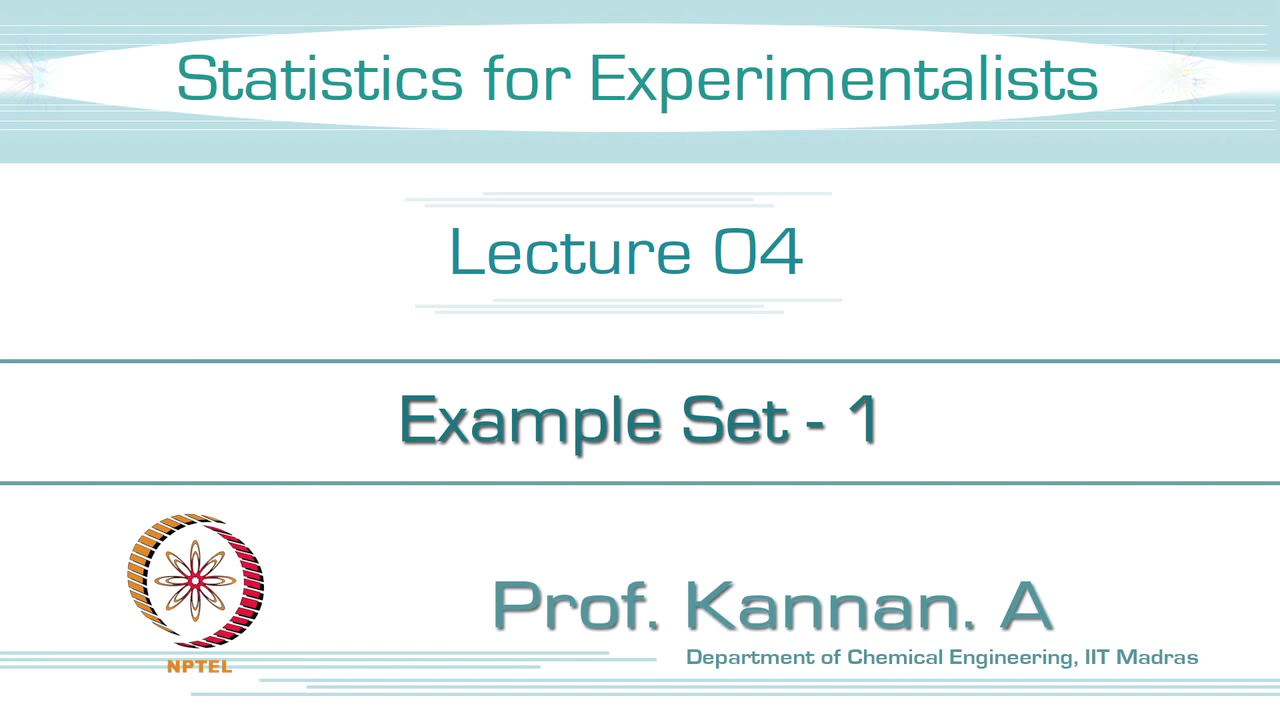 Statistics for Experimentalists
Lecture 04
Example Set - 1
Prof. Kannan. A
Department of Chemical Engineering, IIT Madras
NPTEL